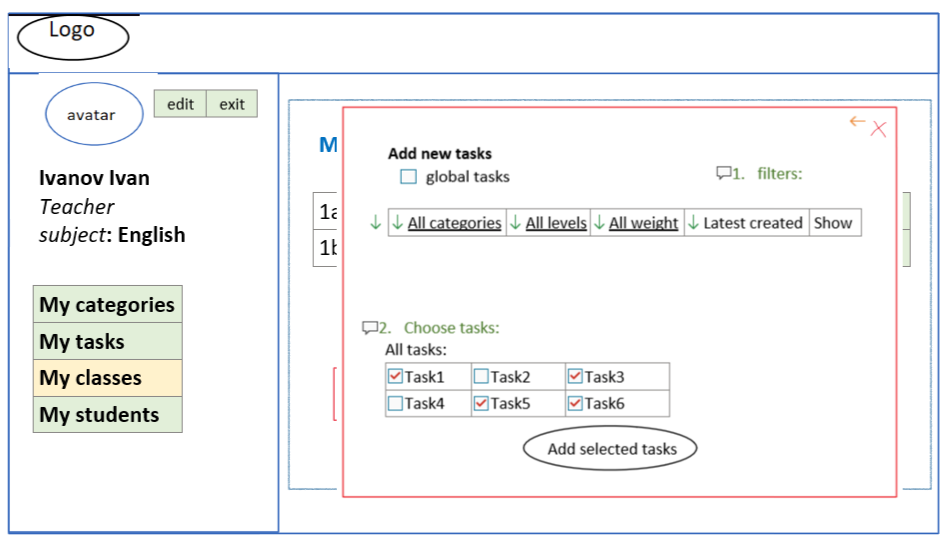 Logo
avatar
edit exit
Ivanov Ivan
Teacher
subject: English
My categories
My tasks
My classes
My students
M
1a
1b
Add new tasks
global tasks
1. filters:
All categories All levels All weight Latest created Show
2. Choose tasks:
All tasks:
Task1 Task2 Task3
Task4 Task5 Task6
Add selected tasks